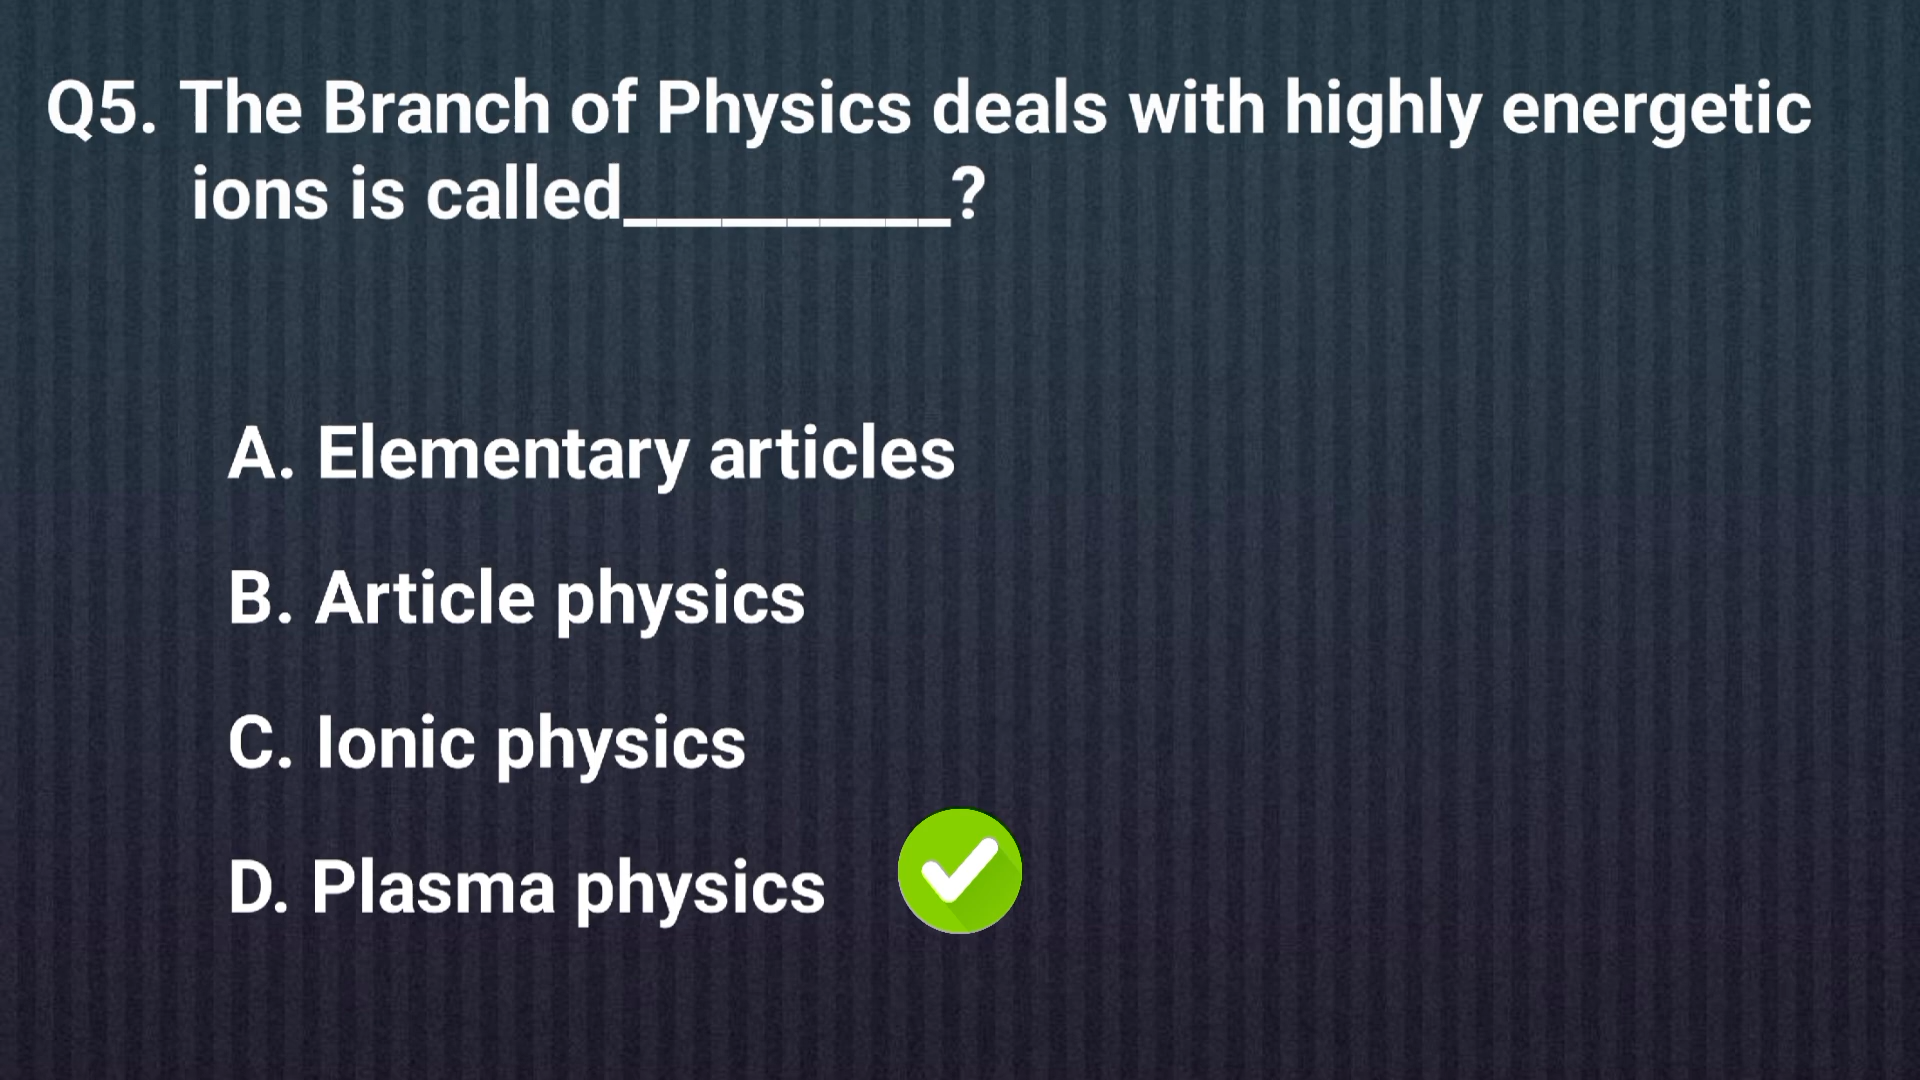 Q5. The Branch of Physics deals with highly energetic
ions is called__________?
A. Elementary articles
B. Article physics
C. Ionic physics
D. Plasma physics